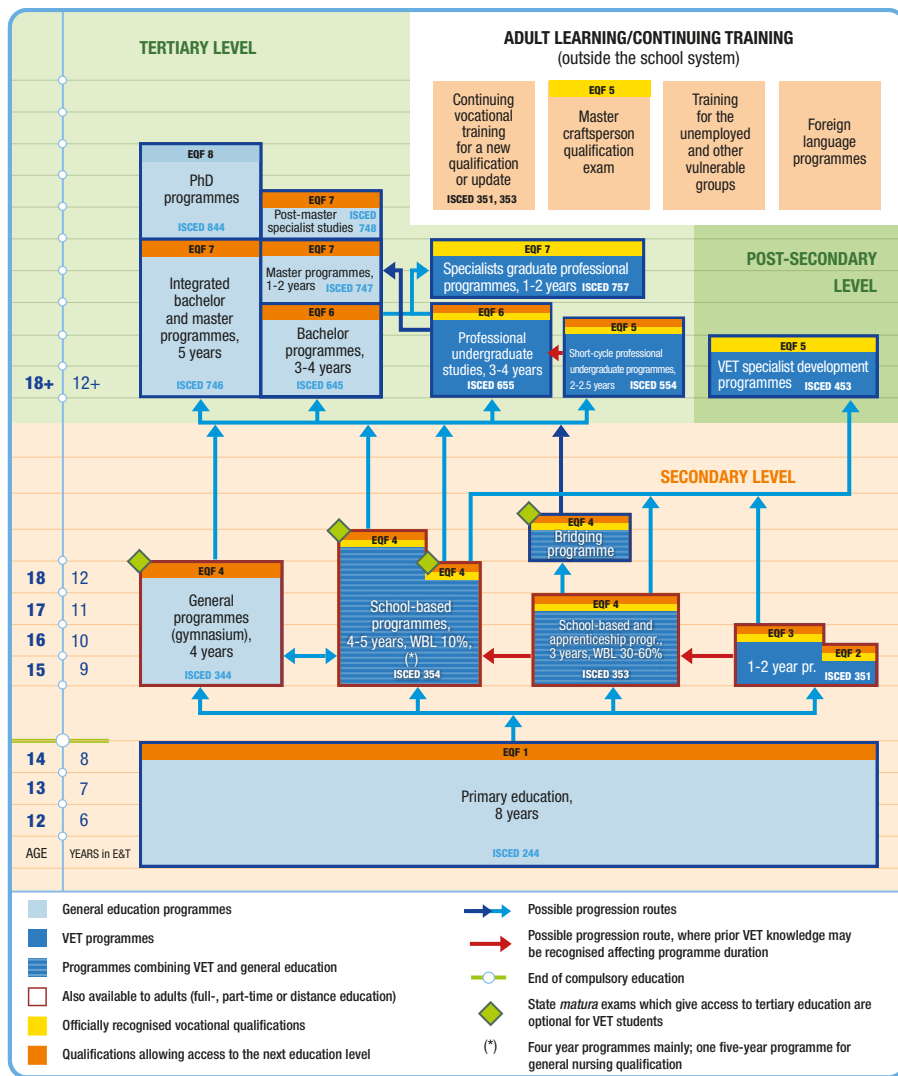 TERTIARY LEVEL
ADULT LEARNING/CONTINUING TRAINING
(outside the school system)
Continuing
vocational
training
for a new
qualification
or update
ISCED 351, 353
EQF 5
Master
craftsperson
qualification
exam
Training
for the
unemployed
and other
vulnerable
groups
Foreign
language
programmes
EQF 8
PhD
programmes
ISCED 844
EQF 7
Post-master ISCED
specialist studies 748
EQF 7
Integrated
bachelor
and master
programmes,
5 years
ISCED 746
EQF 7
Master programmes,
1-2 years ISCED 747
EQF 6
Bachelor
programmes,
3-4 years
ISCED 645
EQF 7
Specialists graduate professional
programmes, 1-2 years ISCED 757
EQF 6
Professional
undergraduate
studies, 3-4 years
ISCED 655
EQF 5
Short-cycle professional
undergraduate programmes,
2-2.5 years ISCED 554
POST-SECONDARY
LEVEL
EQF 5
VET specialist development
programmes ISCED 453
18+ 12+
SECONDARY LEVEL
EQF 4
Bridging
programme
EQF 4
General
programmes
(gymnasium),
4 years
ISCED 344
EQF 4
EQF 4
School-based
programmes,
4-5 years, WBL 10%,
(*)
ISCED 354
EQF 4
School-based and
apprenticeship progr.,
3 years, WBL 30-60%
ISCED 353
EQF 3
EQF 2
1-2 year pr.
ISCED 351
18 12
17 11
16 10
15 9
EQF 1
Primary education,
8 years
ISCED 244
14 8
13 7
12 6
AGE YEARS in E&T
General education programmes
VET programmes
Programmes combining VET and general education
Also available to adults (full-, part-time or distance education)
Officially recognised vocational qualifications
Qualifications allowing access to the next education level
Possible progression routes
Possible progression route, where prior VET knowledge may
be recognised affecting programme duration
End of compulsory education
State matura exams which give access to tertiary education are
optional for VET students
(*) Four year programmes mainly; one five-year programme for
general nursing qualification